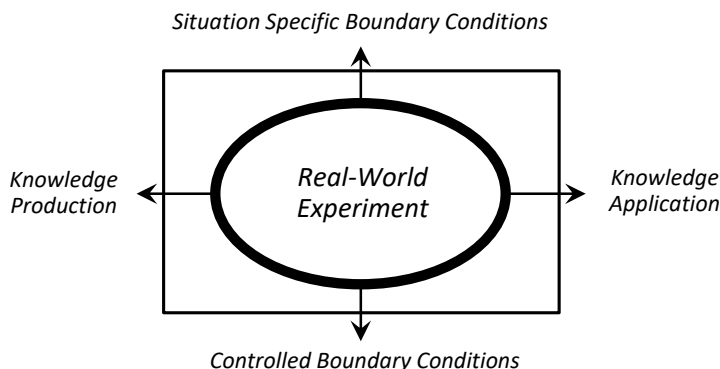 Situation Specific Boundary Conditions
Knowledge
Production
Real-World
Experiment
Knowledge
Application
Controlled Boundary Conditions